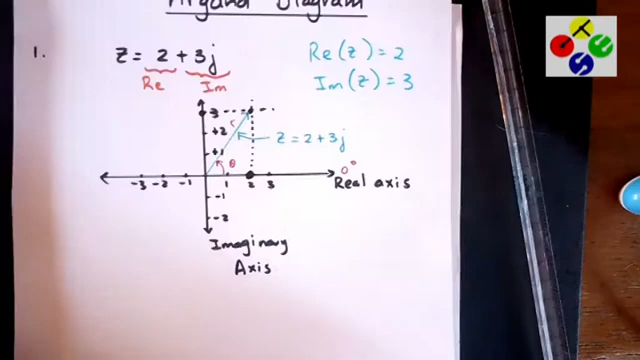 Argand Diagram
1. z = 2 + 3j
Re Im
Re(z) = 2
Im(z) = 3
3
+2
+1
r
θ
z = 2 + 3j
-3 -2 -1 1 2 3
0°
Real axis
-1
-2
Imaginary
Axis